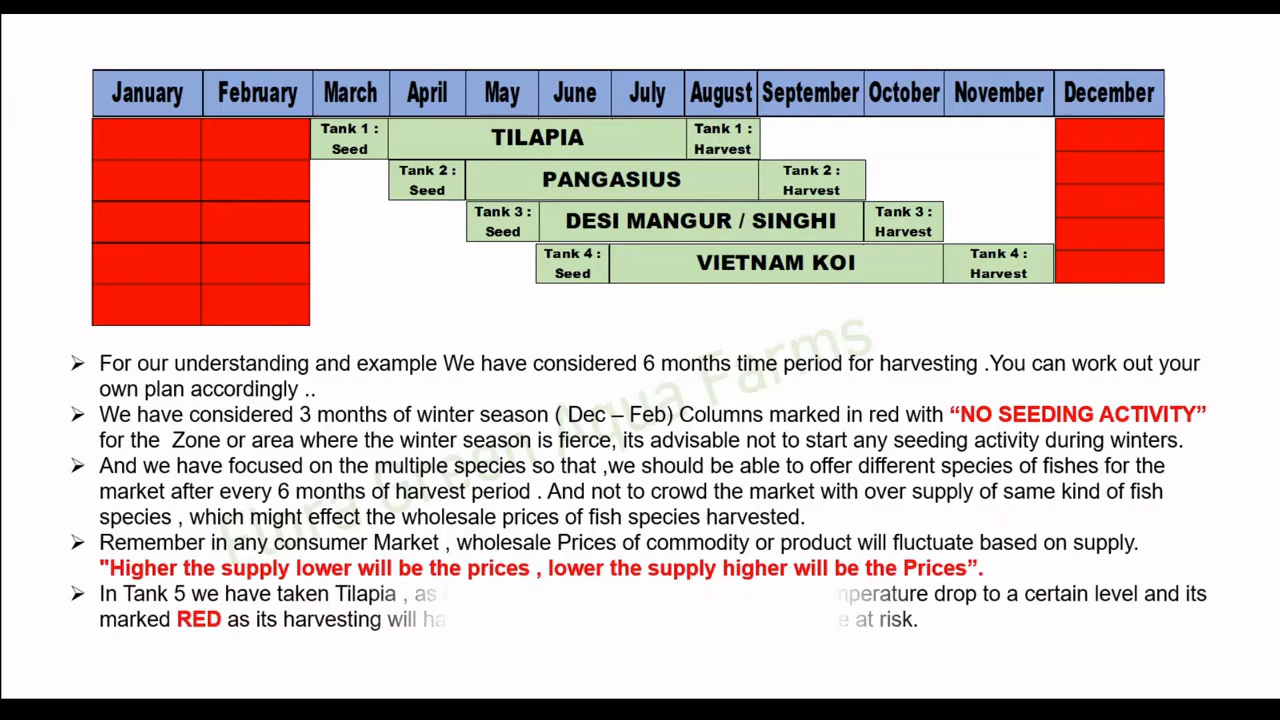 January February March April May June July August September October November December
Tank 1 : Seed TILAPIA Tank 1 : Harvest
Tank 2 : Seed PANGASIUS Tank 2 : Harvest
Tank 3 : Seed DESI MANGUR / SINGHI Tank 3 : Harvest
Tank 4 : Seed VIETNAM KOI Tank 4 : Harvest
➢ For our understanding and example We have considered 6 months time period for harvesting .You can work out your
own plan accordingly ..
➢ We have considered 3 months of winter season ( Dec – Feb) Columns marked in red with “NO SEEDING ACTIVITY”
for the Zone or area where the winter season is fierce, its advisable not to start any seeding activity during winters.
➢ And we have focused on the multiple species so that ,we should be able to offer different species of fishes for the
market after every 6 months of harvest period . And not to crowd the market with over supply of same kind of fish
species , which might effect the wholesale prices of fish species harvested.
➢ Remember in any consumer Market , wholesale Prices of commodity or product will fluctuate based on supply.
"Higher the supply lower will be the prices , lower the supply higher will be the Prices”.
➢ In Tank 5 we have taken Tilapia , as drop to a certain level and its
marked RED as its harvesting will at risk.
Green Aqua Farms